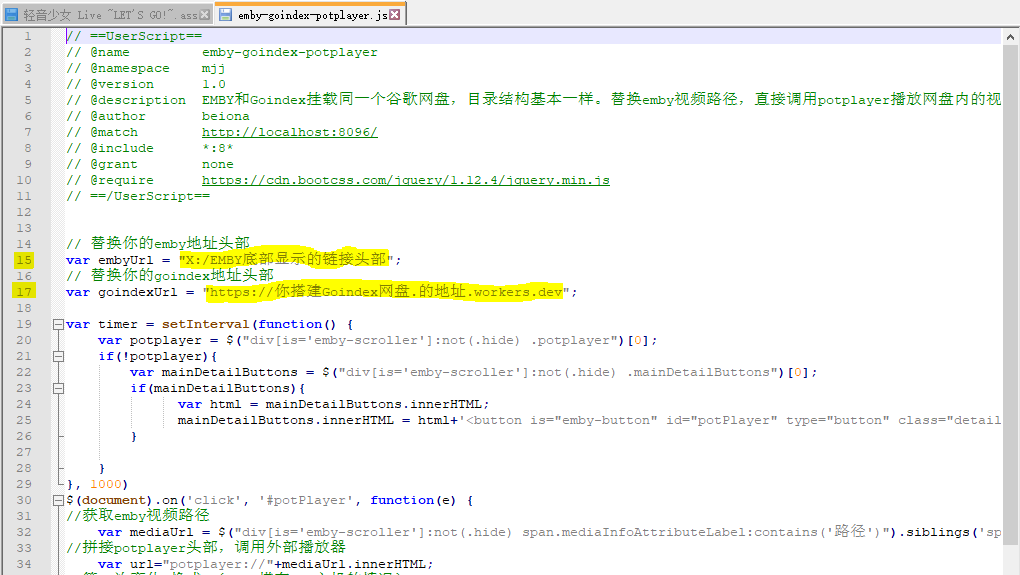 轻音少女 Live ~LET'S GO!~.ass emby-goindex-potplayer.js
1 // ==UserScript==
2 // @name emby-goindex-potplayer
3 // @namespace mjj
4 // @version 1.0
5 // @description EMBY和Goindex挂载同一个谷歌网盘，目录结构基本一样。替换emby视频路径，直接调用potplayer播放网盘内的视
6 // @author beiona
7 // @match http://localhost:8096/
8 // @include *:8*
9 // @grant none
10 // @require https://cdn.bootcss.com/jquery/1.12.4/jquery.min.js
11 // ==/UserScript==
12
13
14 // 替换你的emby地址头部
15 var embyUrl = "X:/EMBY底部显示的链接头部";
16 // 替换你的goindex地址头部
17 var goindexUrl = "https://你搭建Goindex网盘.的地址.workers.dev";
18
19 var timer = setInterval(function() {
20 var potplayer = $("div[is='emby-scroller']:not(.hide) .potplayer")[0];
21 if(!potplayer){
22 var mainDetailButtons = $("div[is='emby-scroller']:not(.hide) .mainDetailButtons")[0];
23 if(mainDetailButtons){
24 var html = mainDetailButtons.innerHTML;
25 mainDetailButtons.innerHTML = html+'<button is="emby-button" id="potPlayer" type="button" class="detail
26 }
27
28 }
29 }, 1000)
30 $(document).on('click', '#potPlayer', function(e) {
31 //获取emby视频路径
32 var mediaUrl = $("div[is='emby-scroller']:not(.hide) span.mediaInfoAttributeLabel:contains('路径')").siblings('sp
33 //拼接potplayer头部，调用外部播放器
34 var url="potplayer://"+mediaUrl.innerHTML;